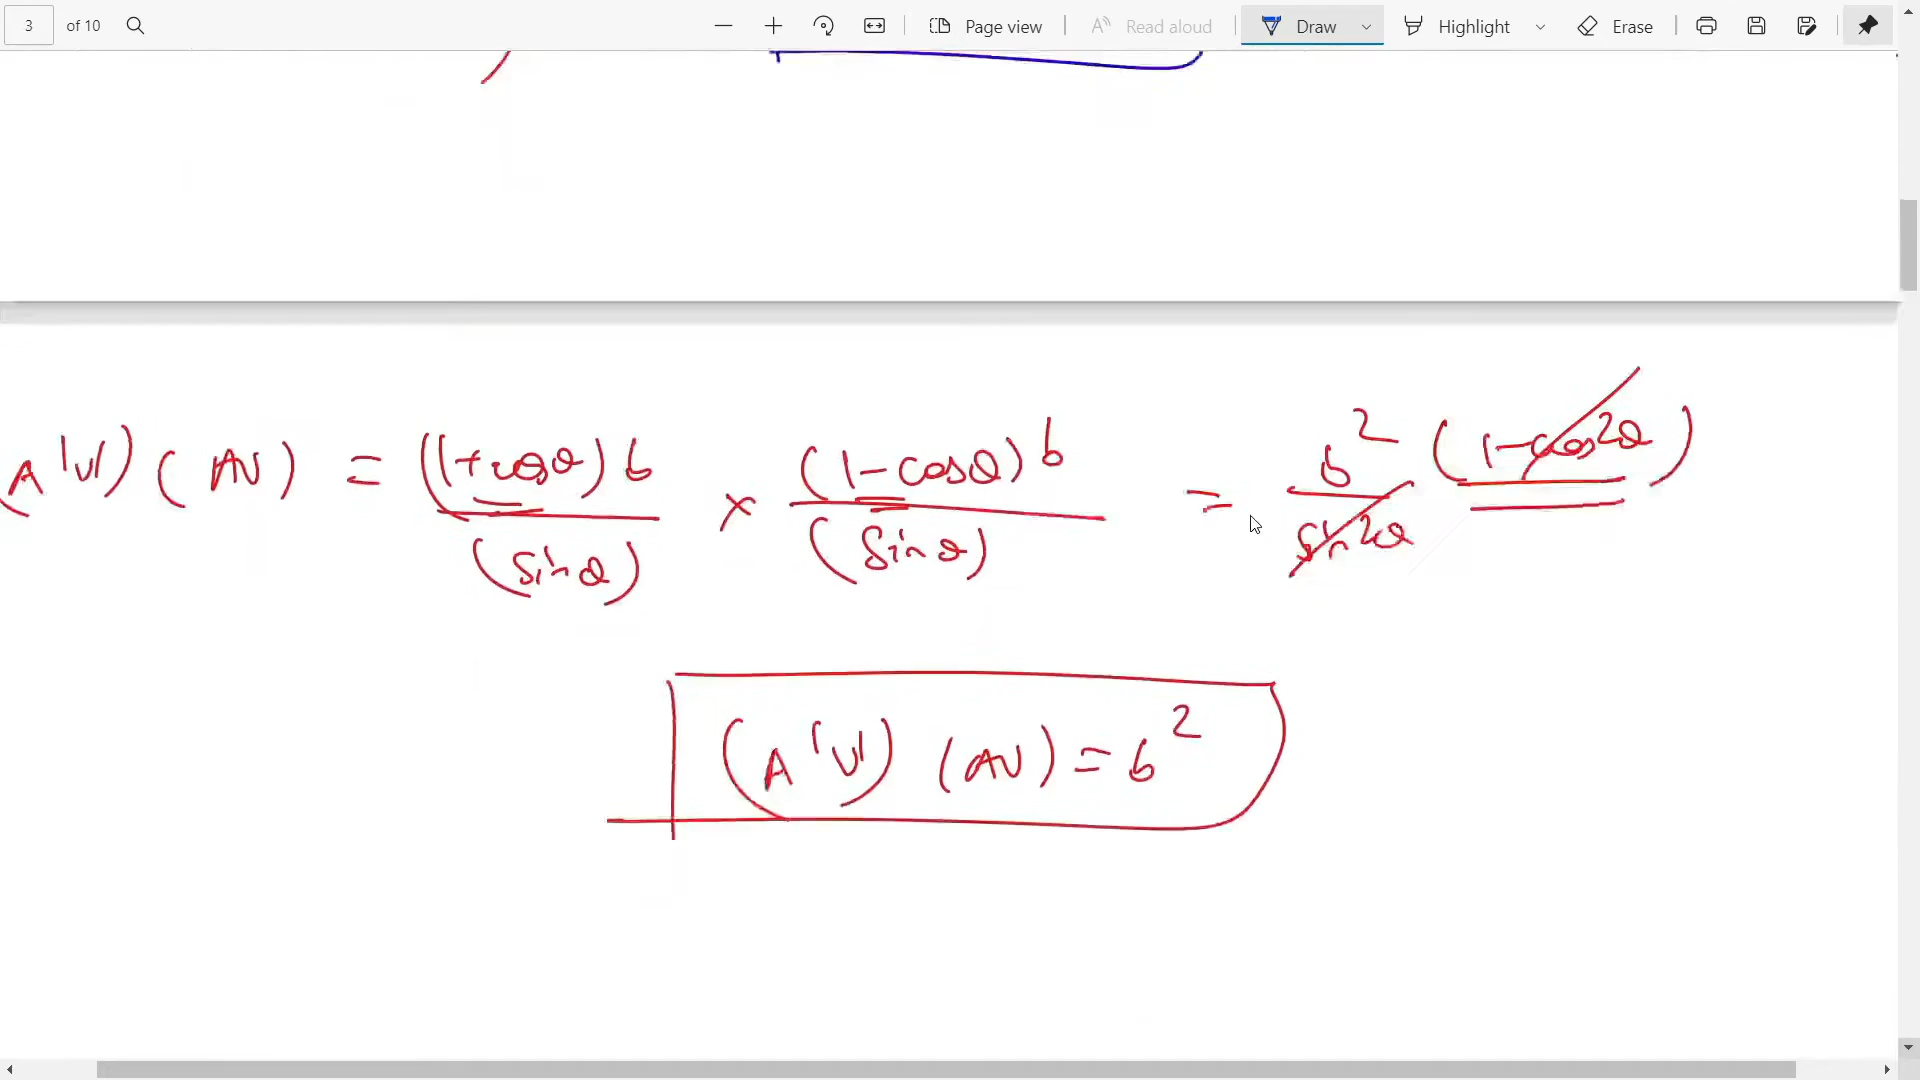 3 of 10 Page view Read aloud Draw Highlight Erase
(A'V') (AV) = ((1+cosθ) b / (sinθ) × (1-cosθ) b / (sinθ) = b² / sin²θ (1-cos²θ)
(A'V') (AV) = b²